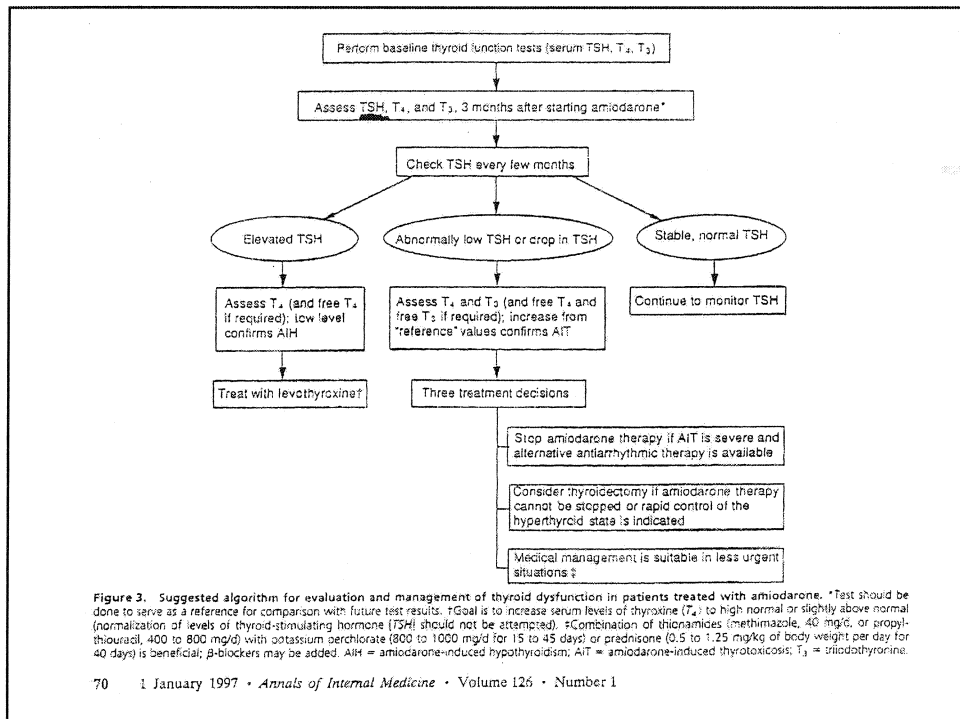 Perform baseline thyroid function tests (serum TSH, T₄, T₃)
Assess TSH, T₄, and T₃, 3 months after starting amiodarone*
Check TSH every few months
Elevated TSH
Abnormally low TSH or drop in TSH
Stable, normal TSH
Assess T₄ (and free T₄
if required); low level
confirms AIH
Assess T₄ and T₃ (and free T₄ and
free T₃ if required); increase from
"reference" values confirms AIT
Continue to monitor TSH
Treat with levothyroxine†
Three treatment decisions
Stop amiodarone therapy if AIT is severe and
alternative antiarrhythmic therapy is available
Consider thyroidectomy if amiodarone therapy
cannot be stopped or rapid control of the
hyperthyroid state is indicated
Medical management is suitable in less urgent
situations ‡
Figure 3. Suggested algorithm for evaluation and management of thyroid dysfunction in patients treated with amiodarone. *Test should be
done to serve as a reference for comparison with future test results. †Goal is to increase serum levels of thyroxine (T₄) to high normal or slightly above normal
(normalization of levels of thyroid-stimulating hormone [TSH] should not be attempted). ‡Combination of thionamides (methimazole, 40 mg/d, or propyl-
thiouracil, 400 to 800 mg/d) with potassium perchlorate (800 to 1000 mg/d for 15 to 45 days) or prednisone (0.5 to 1.25 mg/kg of body weight per day for
40 days) is beneficial; β-blockers may be added. AIH = amiodarone-induced hypothyroidism; AIT = amiodarone-induced thyrotoxicosis; T₃ = triiodothyronine.
70 1 January 1997 • Annals of Internal Medicine • Volume 126 • Number 1